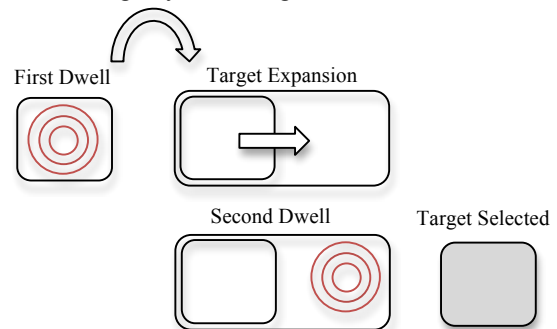 First Dwell
Target Expansion
Second Dwell
Target Selected